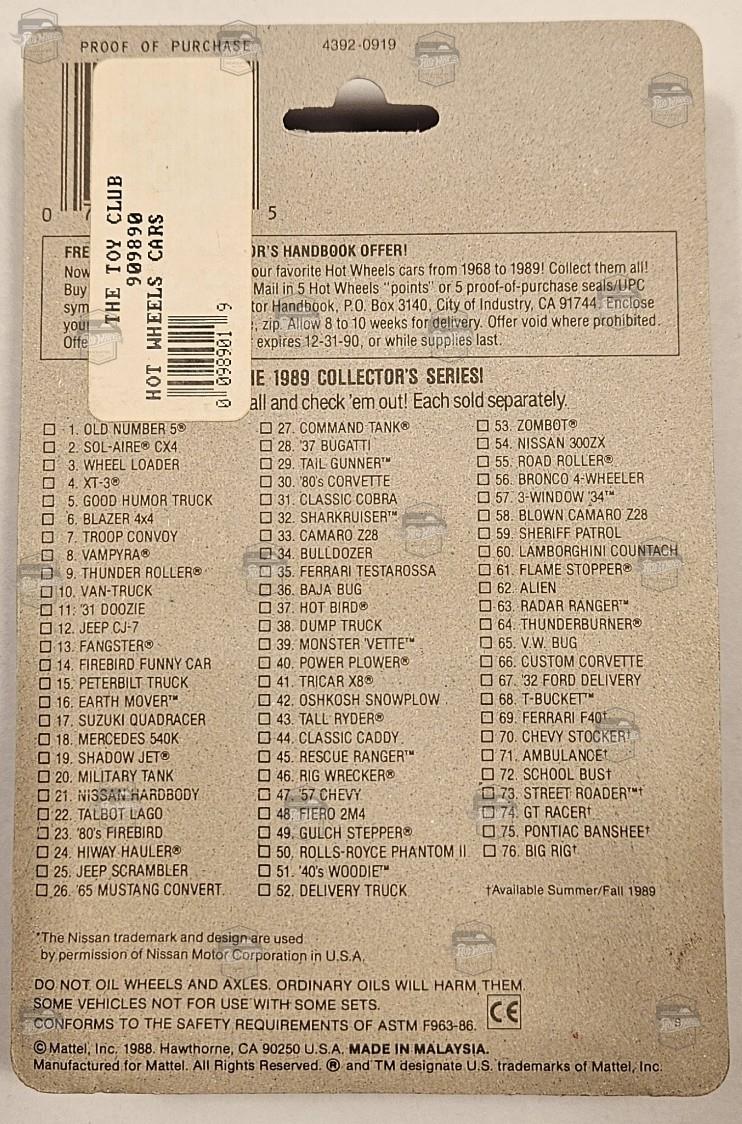 PROOF OF PURCHASE 4392-0919
0 7 5
THE TOY CLUB
909890
HOT WHEELS CARS
0 098901 9
FRE OR'S HANDBOOK OFFER!
Now our favorite Hot Wheels cars from 1968 to 1989! Collect them all!
Buy Mail in 5 Hot Wheels "points" or 5 proof-of-purchase seals/UPC
sym tor Handbook, P.O. Box 3140, City of Industry, CA 91744. Enclose
your , zip. Allow 8 to 10 weeks for delivery. Offer void where prohibited.
Offe expires 12-31-90, or while supplies last.
HE 1989 COLLECTOR'S SERIES!
all and check 'em out! Each sold separately.
1. OLD NUMBER 5®
2. SOL-AIRE® CX4
3. WHEEL LOADER
4. XT-3®
5. GOOD HUMOR TRUCK
6. BLAZER 4x4
7. TROOP CONVOY
8. VAMPYRA®
9. THUNDER ROLLER®
10. VAN-TRUCK
11. '31 DOOZIE
12. JEEP CJ-7
13. FANGSTER®
14. FIREBIRD FUNNY CAR
15. PETERBILT TRUCK
16. EARTH MOVER™
17. SUZUKI QUADRACER
18. MERCEDES 540K
19. SHADOW JET®
20. MILITARY TANK
21. NISSAN HARDBODY
22. TALBOT LAGO
23. '80's FIREBIRD
24. HIWAY HAULER®
25. JEEP SCRAMBLER
26. '65 MUSTANG CONVERT.
27. COMMAND TANK®
28. '37 BUGATTI
29. TAIL GUNNER™
30. '80's CORVETTE
31. CLASSIC COBRA
32. SHARKRUISER™
33. CAMARO Z28
34. BULLDOZER
35. FERRARI TESTAROSSA
36. BAJA BUG
37. HOT BIRD®
38. DUMP TRUCK
39. MONSTER 'VETTE™
40. POWER PLOWER®
41. TRICAR X8®
42. OSHKOSH SNOWPLOW
43. TALL RYDER®
44. CLASSIC CADDY
45. RESCUE RANGER™
46. RIG WRECKER®
47. '57 CHEVY
48. FIERO 2M4
49. GULCH STEPPER®
50. ROLLS-ROYCE PHANTOM II
51. '40's WOODIE™
52. DELIVERY TRUCK
53. ZOMBOT®
54. NISSAN 300ZX
55. ROAD ROLLER®
56. BRONCO 4-WHEELER
57. 3-WINDOW '34™
58. BLOWN CAMARO Z28
59. SHERIFF PATROL
60. LAMBORGHINI COUNTACH
61. FLAME STOPPER®
62. ALIEN
63. RADAR RANGER™
64. THUNDERBURNER®
65. V.W. BUG
66. CUSTOM CORVETTE
67. '32 FORD DELIVERY
68. T-BUCKET™
69. FERRARI F40†
70. CHEVY STOCKER†
71. AMBULANCE†
72. SCHOOL BUS†
73. STREET ROADER™†
74. GT RACER†
75. PONTIAC BANSHEE†
76. BIG RIG†
†Available Summer/Fall 1989
*The Nissan trademark and design are used
by permission of Nissan Motor Corporation in U.S.A.
DO NOT OIL WHEELS AND AXLES. ORDINARY OILS WILL HARM THEM.
SOME VEHICLES NOT FOR USE WITH SOME SETS.
CONFORMS TO THE SAFETY REQUIREMENTS OF ASTM F963-86. CE
©Mattel, Inc. 1988. Hawthorne, CA 90250 U.S.A. MADE IN MALAYSIA.
Manufactured for Mattel. All Rights Reserved. ® and TM designate U.S. trademarks of Mattel, Inc.